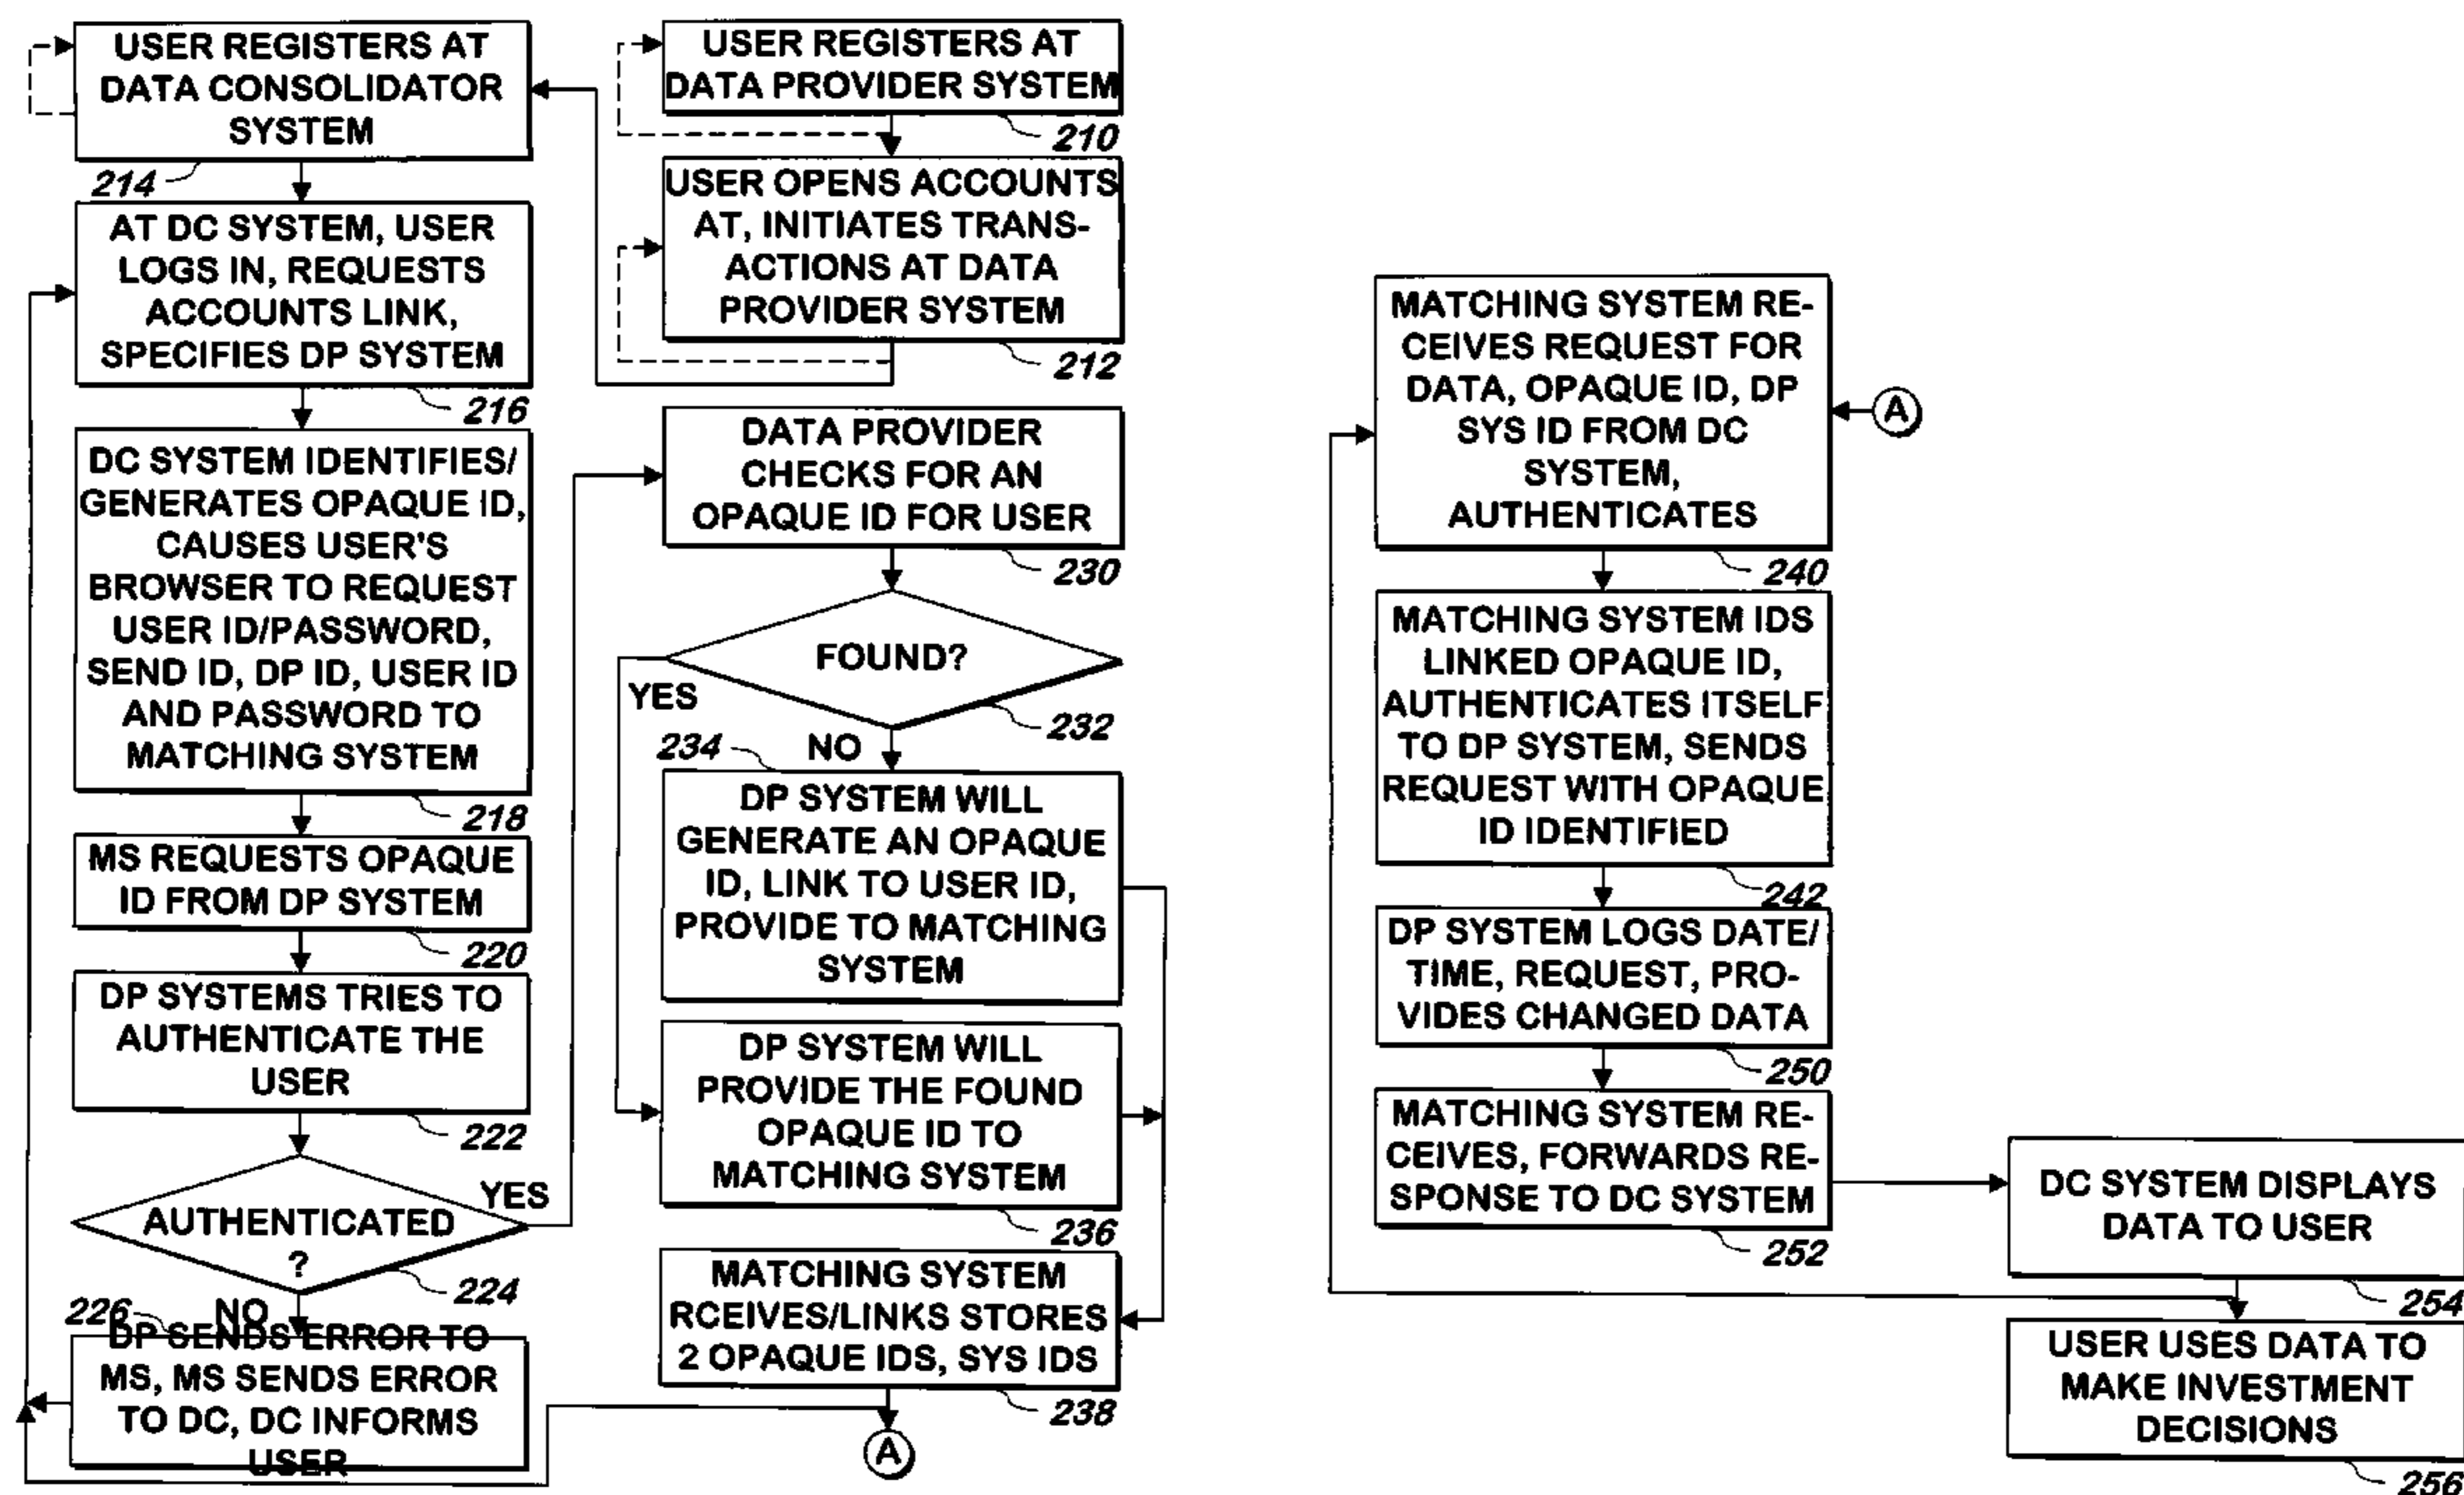 USER REGISTERS AT
DATA CONSOLIDATOR
SYSTEM
214
AT DC SYSTEM, USER
LOGS IN, REQUESTS
ACCOUNTS LINK,
SPECIFIES DP SYSTEM
216
DC SYSTEM IDENTIFIES/
GENERATES OPAQUE ID,
CAUSES USER'S
BROWSER TO REQUEST
USER ID/PASSWORD,
SEND ID, DP ID, USER ID
AND PASSWORD TO
MATCHING SYSTEM
218
MS REQUESTS OPAQUE
ID FROM DP SYSTEM
220
DP SYSTEMS TRIES TO
AUTHENTICATE THE
USER
222
AUTHENTICATED
?
YES
224
NO
226
DP SENDS ERROR TO
MS, MS SENDS ERROR
TO DC, DC INFORMS
USER
USER REGISTERS AT
DATA PROVIDER SYSTEM
210
USER OPENS ACCOUNTS
AT, INITIATES TRANS-
ACTIONS AT DATA
PROVIDER SYSTEM
212
DATA PROVIDER
CHECKS FOR AN
OPAQUE ID FOR USER
230
FOUND?
YES
232
NO
234
DP SYSTEM WILL
GENERATE AN OPAQUE
ID, LINK TO USER ID,
PROVIDE TO MATCHING
SYSTEM
DP SYSTEM WILL
PROVIDE THE FOUND
OPAQUE ID TO
MATCHING SYSTEM
236
MATCHING SYSTEM
RCEIVES/LINKS STORES
2 OPAQUE IDS, SYS IDS
238
A
MATCHING SYSTEM RE-
CEIVES REQUEST FOR
DATA, OPAQUE ID, DP
SYS ID FROM DC
SYSTEM,
AUTHENTICATES
A
240
MATCHING SYSTEM IDS
LINKED OPAQUE ID,
AUTHENTICATES ITSELF
TO DP SYSTEM, SENDS
REQUEST WITH OPAQUE
ID IDENTIFIED
242
DP SYSTEM LOGS DATE/
TIME, REQUEST, PRO-
VIDES CHANGED DATA
250
MATCHING SYSTEM RE-
CEIVES, FORWARDS RE-
SPONSE TO DC SYSTEM
252
DC SYSTEM DISPLAYS
DATA TO USER
254
USER USES DATA TO
MAKE INVESTMENT
DECISIONS
256